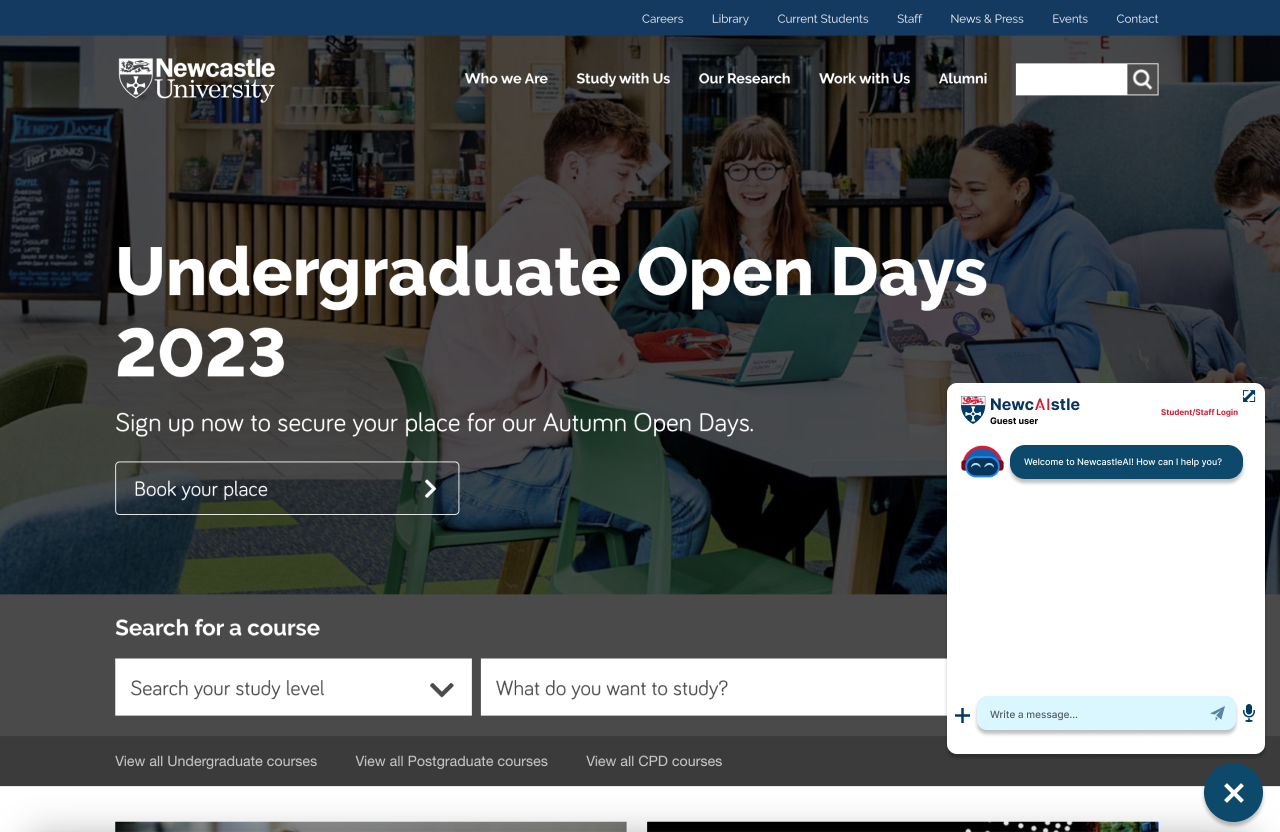 Careers Library Current Students Staff News & Press Events Contact
Newcastle
University
Who we Are Study with Us Our Research Work with Us Alumni
HENRY DAYSH
HOT DRINKS
Undergraduate Open Days
2023
Sign up now to secure your place for our Autumn Open Days.
Book your place
NewcAIstle
Guest user
Student/Staff Login
Welcome to NewcastleAI! How can I help you?
Write a message...
Search for a course
Search your study level
What do you want to study?
View all Undergraduate courses View all Postgraduate courses View all CPD courses